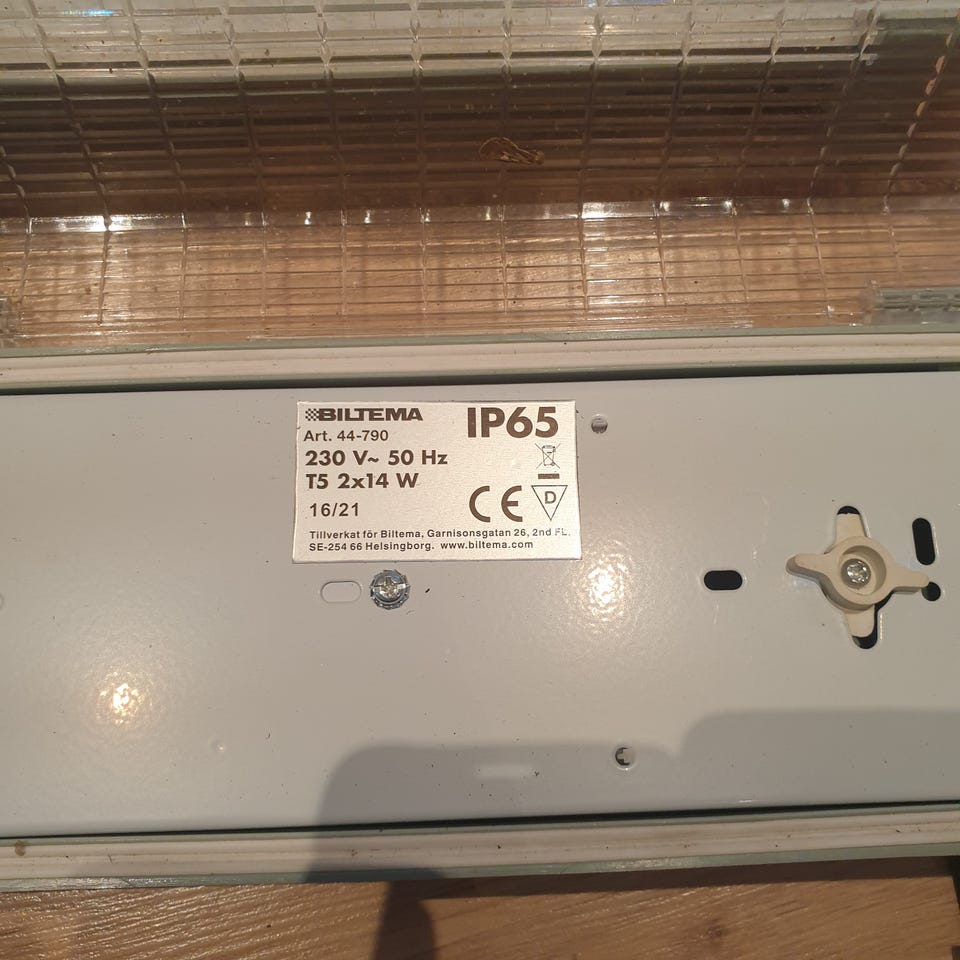 BILTEMA
IP65
Art. 44-790
230 V~ 50 Hz
T5 2x14 W
16/21
CE
D
Tillverkat för Biltema, Garnisonsgatan 26, 2nd FL.
SE-254 66 Helsingborg. www.biltema.com